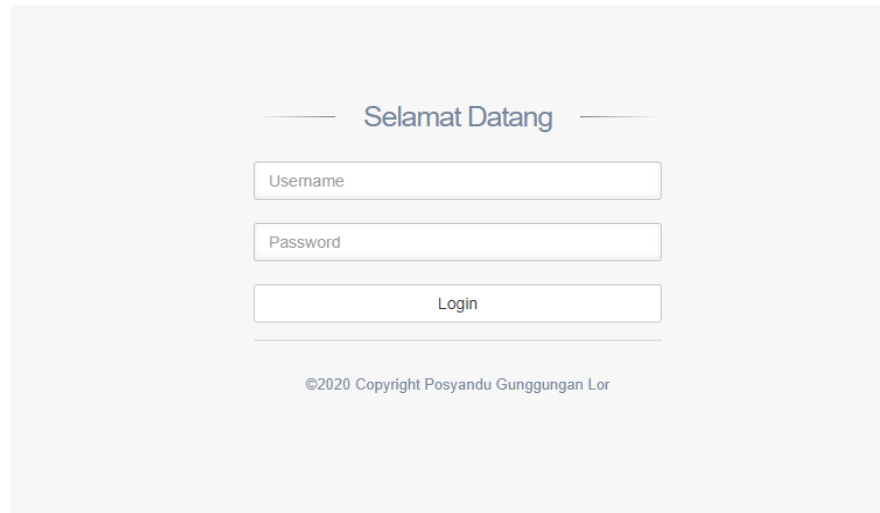 Selamat Datang
Username
Password
Login
©2020 Copyright Posyandu Gunggungan Lor